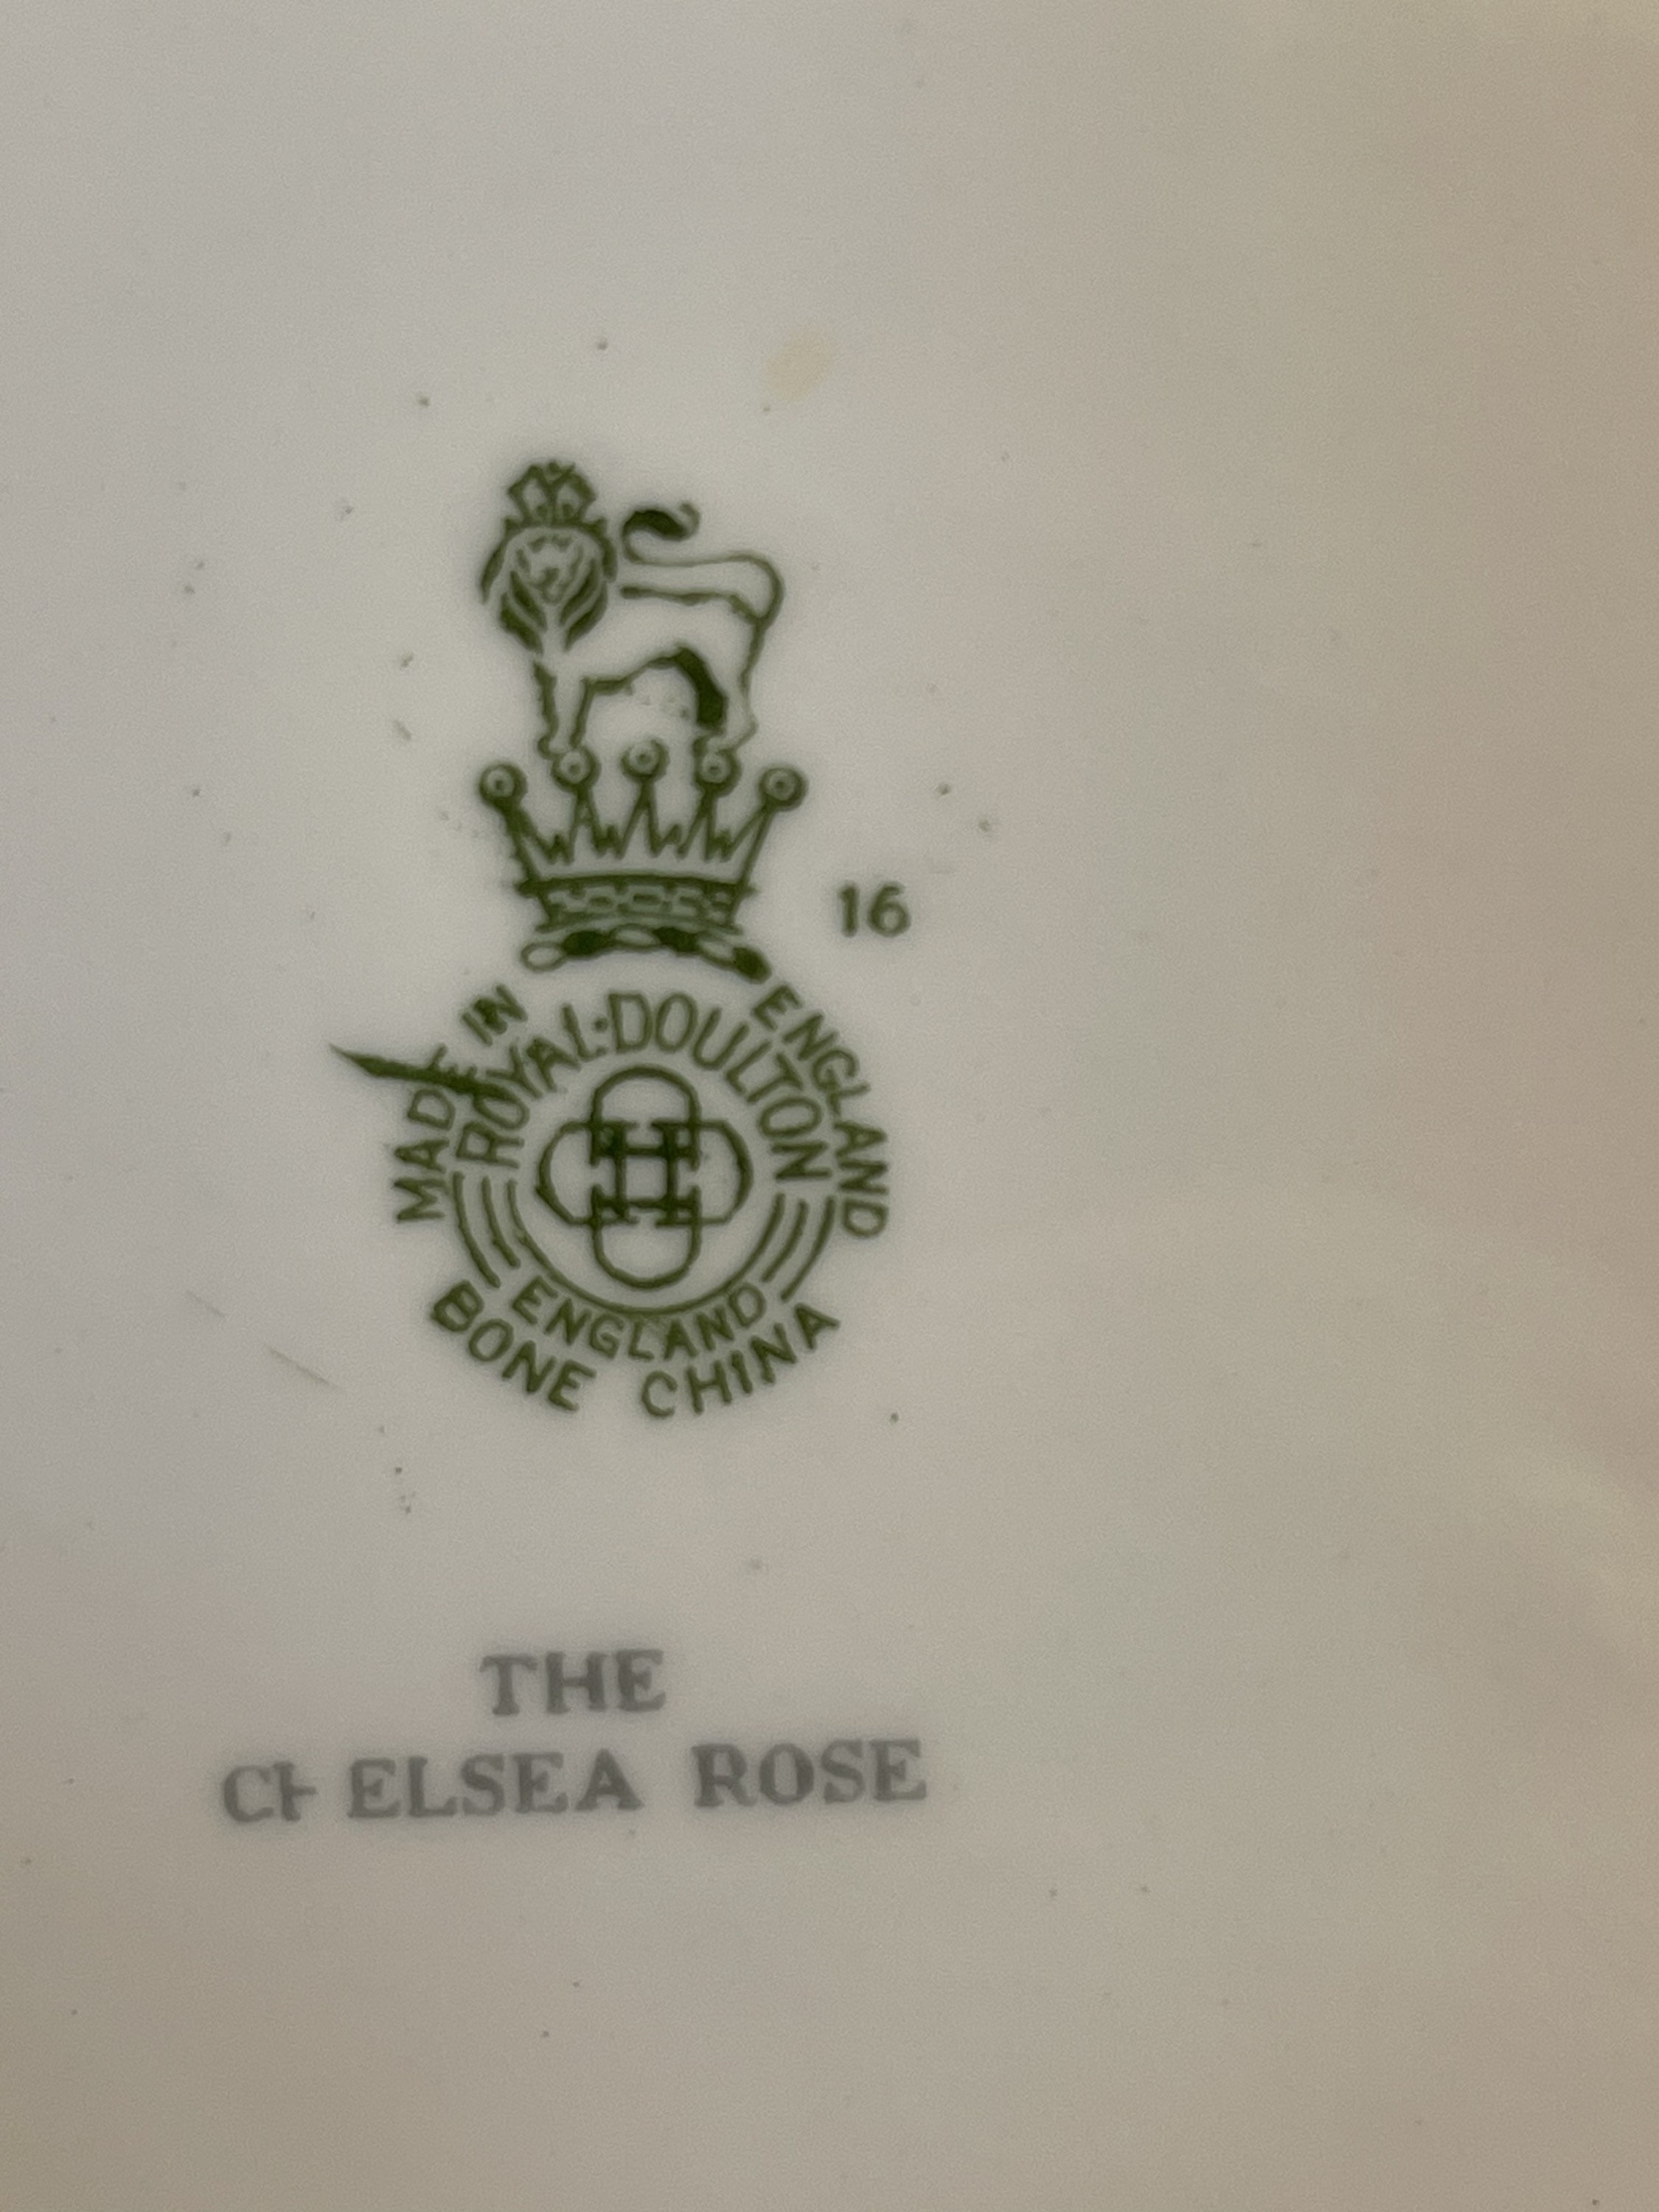 16
MADE IN ENGLAND
ROYAL·DOULTON
ENGLAND
BONE CHINA
THE
CHELSEA ROSE